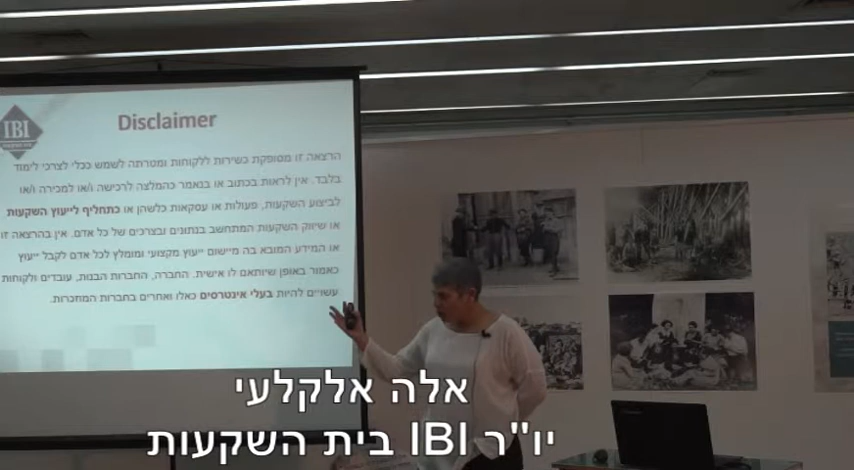 IBI
Disclaimer
הרצאה זו מסופקת כשירות ללקוחות ומטרתה לשמש ככלי לצרכי לימוד
בלבד. אין לראות בכתוב או בנאמר כהמלצה לרכישה ו/או למכירה ו/או
לביצוע השקעות, פעולות או עסקאות כלשהן או כתחליף לייעוץ השקעות
או שיווק השקעות המתחשב בנתונים ובצרכים של כל אדם. אין בהרצאה זו
או המידע המובא בה מיישום ייעוץ מקצועי ומומלץ לכל אדם לקבל ייעוץ
כאמור באופן שיותאם לו אישית. החברה, החברות הבנות, עובדים ולקוחות
עשויים להיות בעלי אינטרסים כאלו ואחרים בחברות המוזכרות.
אלה אלקלעי
יו"ר IBI בית השקעות